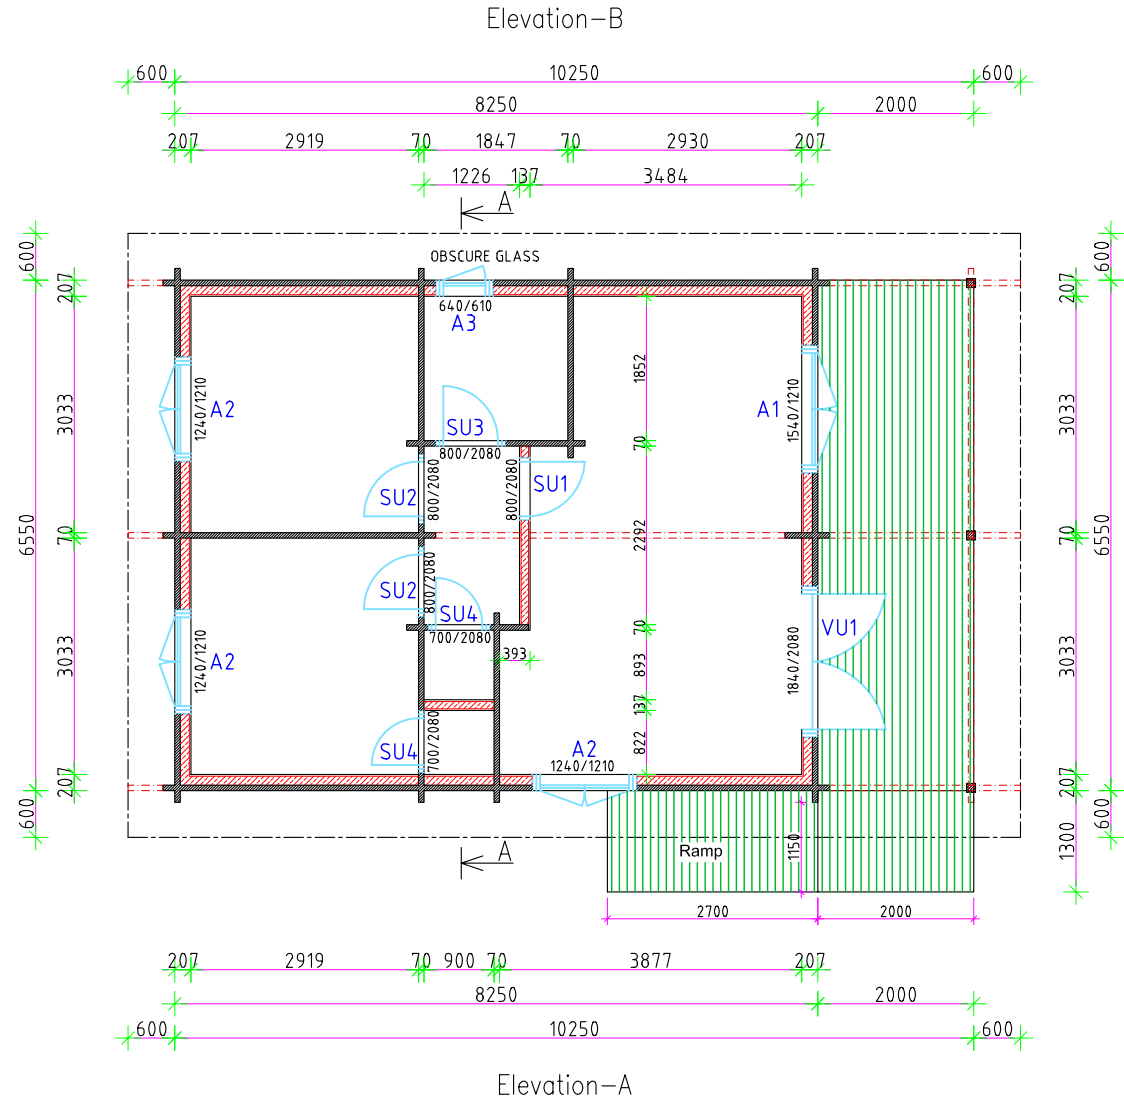 Elevation-B
600 10250 600
8250 2000
207 2919 70 1847 70 2930 207
1226 137 3484
A
OBSCURE GLASS
600
600
207
207
640/610
A3
1852
3033
3033
1240/1210
A2
A1
1540/1210
SU3
800/2080
70
SU2
800/2080
800/2080
SU1
6550
70
2292
70
6550
SU2
800/2080
SU4
700/2080
70
VU1
1840/2080
393
893
3033
3033
1240/1210
A2
137
SU4
700/2080
822
A2
1240/1210
207
207
600
600
A
Ramp
1150
1300
2700 2000
207 2919 70 900 70 3877 207
8250 2000
600 10250 600
Elevation-A